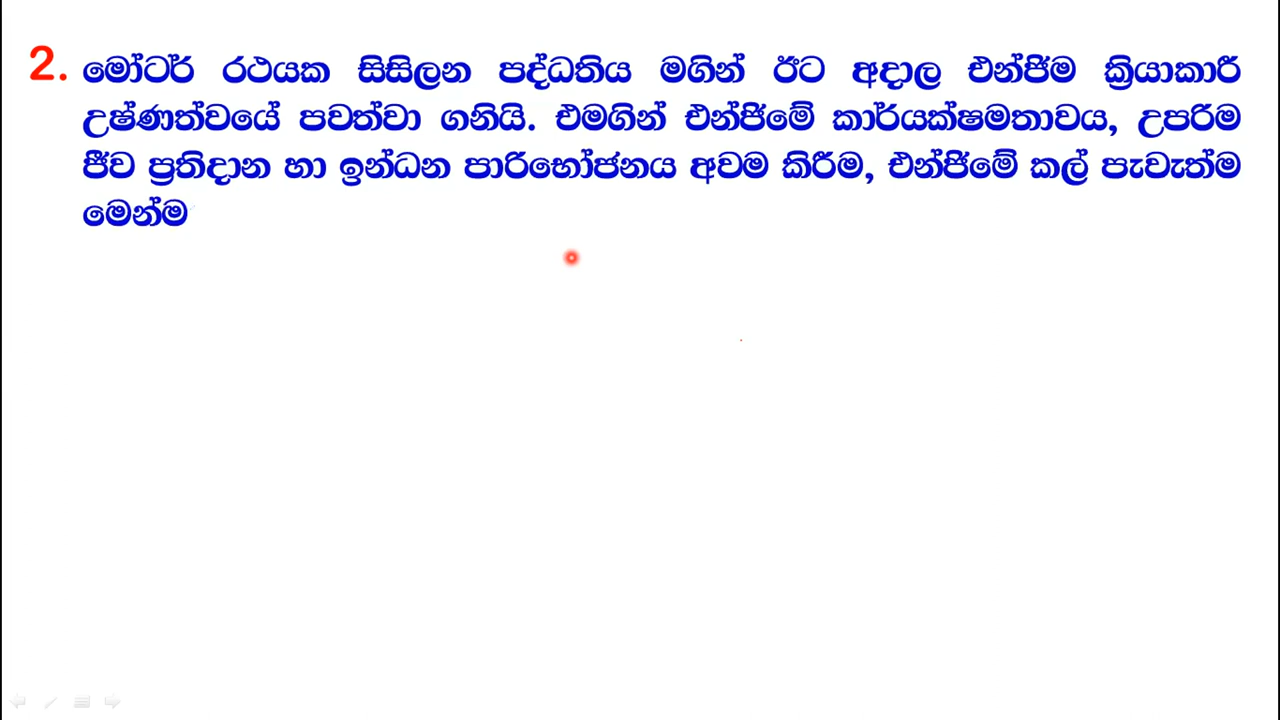 2. මෝටර් රථයක සිසිලන පද්ධතිය මගින් ඊට අදාල එන්ජිම ක්‍රියාකාරී
උෂ්ණත්වයේ පවත්වා ගනියි. එමගින් එන්ජිමේ කාර්යක්ෂමතාවය, උපරිම
ජීව ප්‍රතිදාන හා ඉන්ධන පාරිභෝජනය අවම කිරීම, එන්ජිමේ කල් පැවැත්ම
මෙන්ම